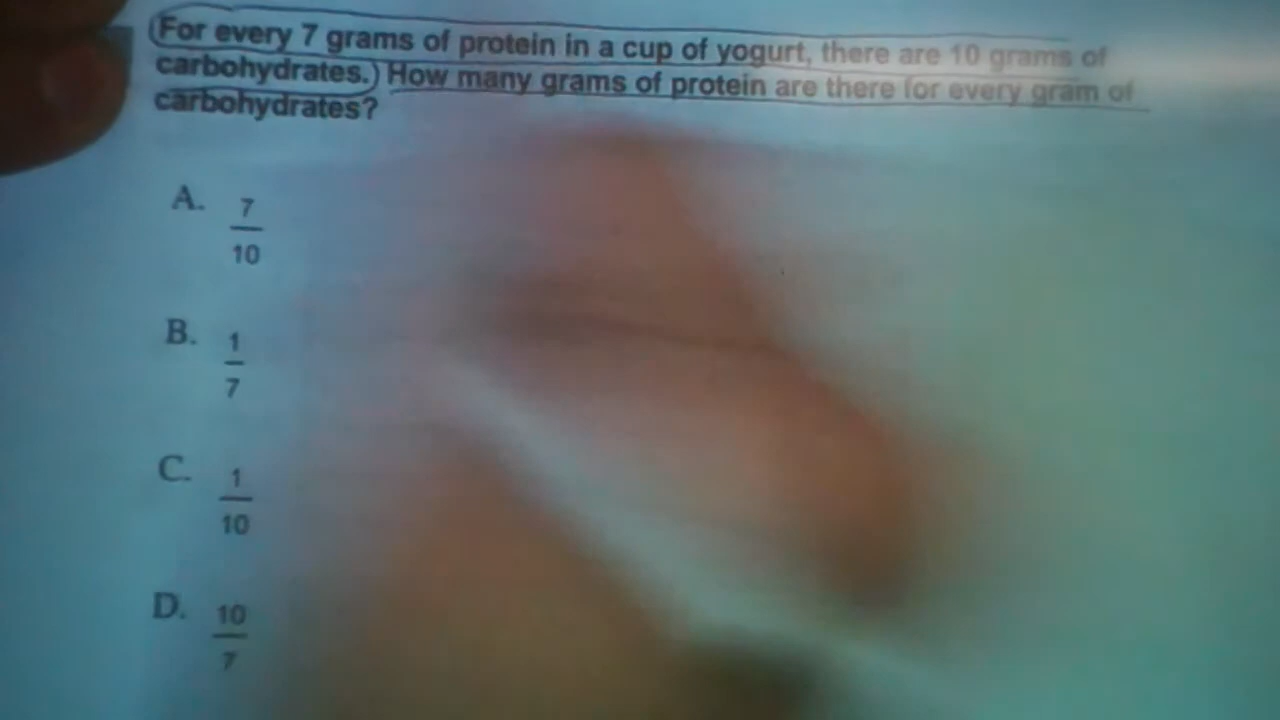 For every 7 grams of protein in a cup of yogurt, there are 10 grams of
carbohydrates. How many grams of protein are there for every gram of
carbohydrates?
A. 7
10
B. 1
7
C. 1
10
D. 10
7